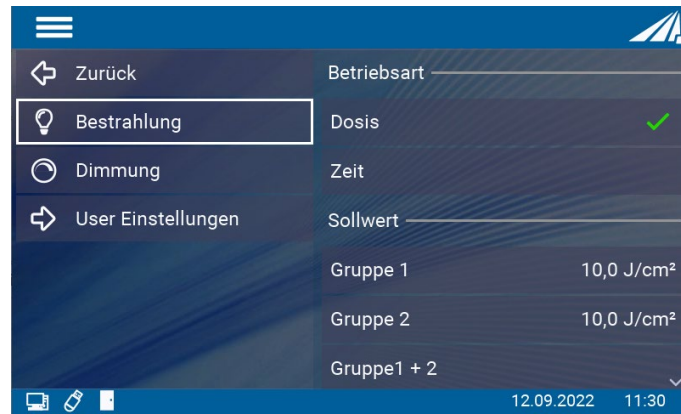 Zurück
Bestrahlung
Dimmung
User Einstellungen
Betriebsart
Dosis
Zeit
Sollwert
Gruppe 1 10,0 J/cm²
Gruppe 2 10,0 J/cm²
Gruppe1 + 2
12.09.2022 11:30